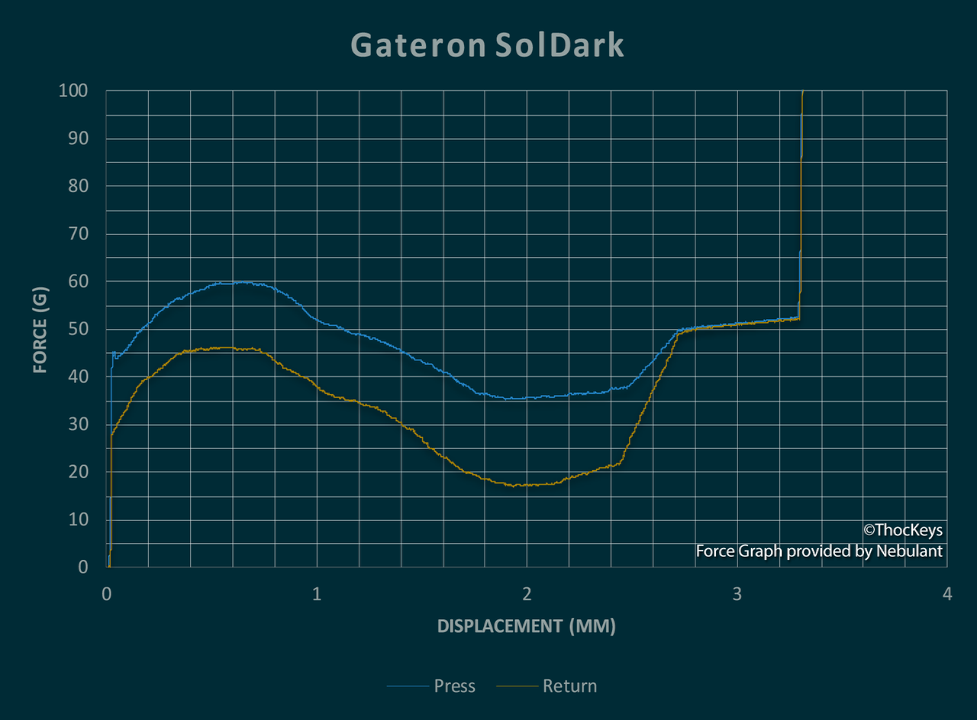 Gateron SolDark
100
90
80
70
60
50
40
30
20
10
0
FORCE (G)
©ThocKeys
Force Graph provided by Nebulant
0 1 2 3 4
DISPLACEMENT (MM)
Press Return